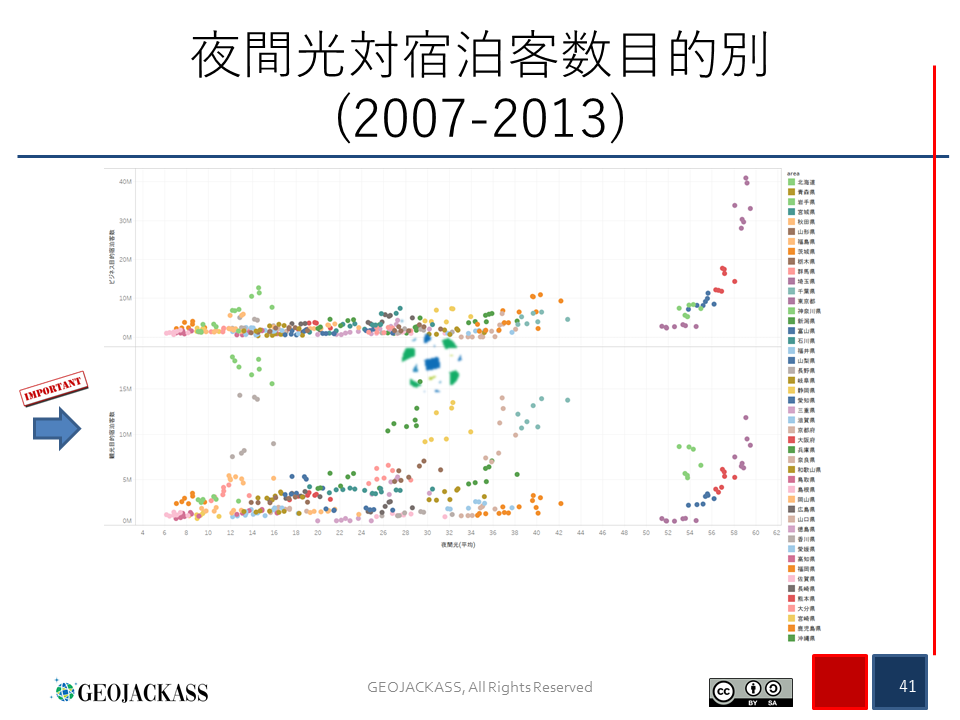 夜間光対宿泊客数目的別
(2007-2013)
area
北海道
青森県
岩手県
宮城県
秋田県
山形県
福島県
茨城県
栃木県
群馬県
埼玉県
千葉県
東京都
神奈川県
新潟県
富山県
石川県
福井県
山梨県
長野県
岐阜県
静岡県
愛知県
三重県
滋賀県
京都府
大阪府
兵庫県
奈良県
和歌山県
鳥取県
島根県
岡山県
広島県
山口県
徳島県
香川県
愛媛県
高知県
福岡県
佐賀県
長崎県
熊本県
大分県
宮崎県
鹿児島県
沖縄県
ビジネス目的宿泊客数
40M
30M
20M
10M
0M
観光目的宿泊客数
15M
10M
5M
0M
4 6 8 10 12 14 16 18 20 22 24 26 28 30 32 34 36 38 40 42 44 46 48 50 52 54 56 58 60 62
夜間光(平均)
IMPORTANT
GEOJACKASS
GEOJACKASS, All Rights Reserved
cc
BY SA
41